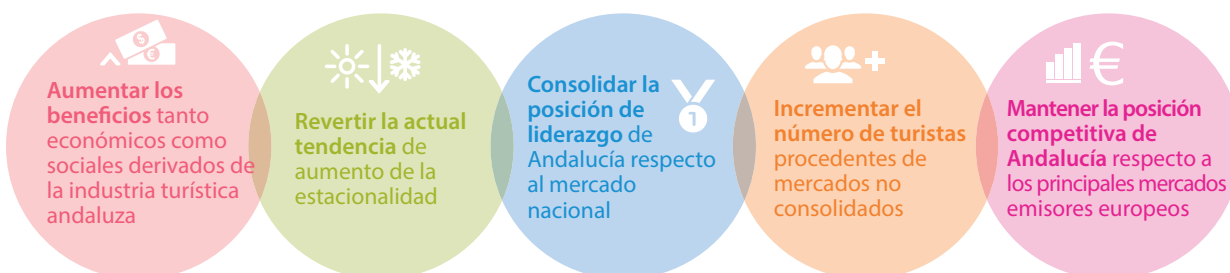 Aumentar los
beneficios tanto
económicos como
sociales derivados de
la industria turística
andaluza
Revertir la actual
tendencia de
aumento de la
estacionalidad
Consolidar la
posición de
liderazgo de
Andalucía respecto
al mercado
nacional
1
Incrementar el
número de turistas
procedentes de
mercados no
consolidados
Mantener la posición
competitiva de
Andalucía respecto a
los principales mercados
emisores europeos